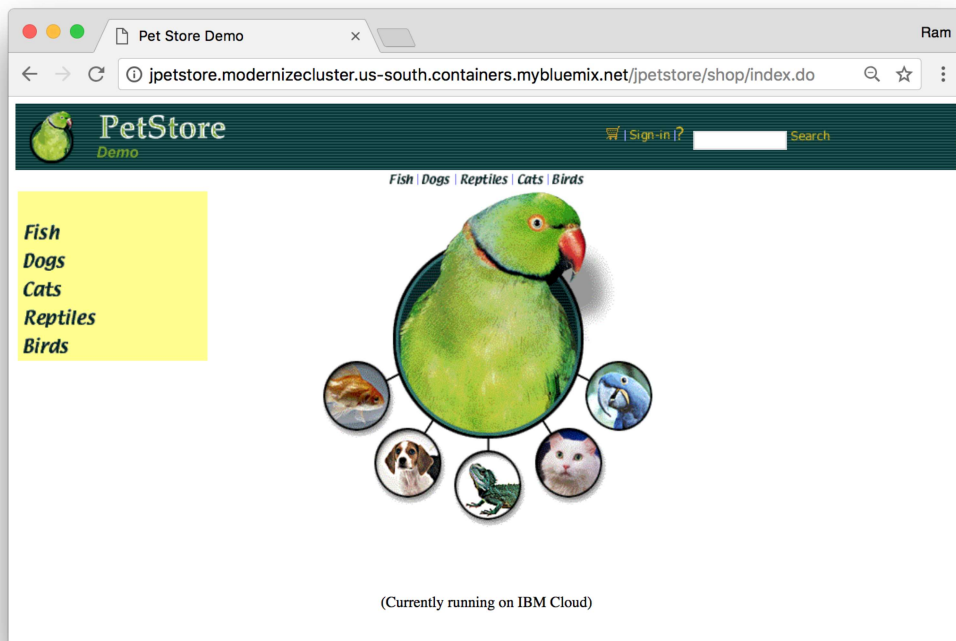 Pet Store Demo
Ram
jpetstore.modernizecluster.us-south.containers.mybluemix.net/jpetstore/shop/index.do
PetStore
Demo
| Sign-in | ? Search
Fish | Dogs | Reptiles | Cats | Birds
Fish
Dogs
Cats
Reptiles
Birds
(Currently running on IBM Cloud)